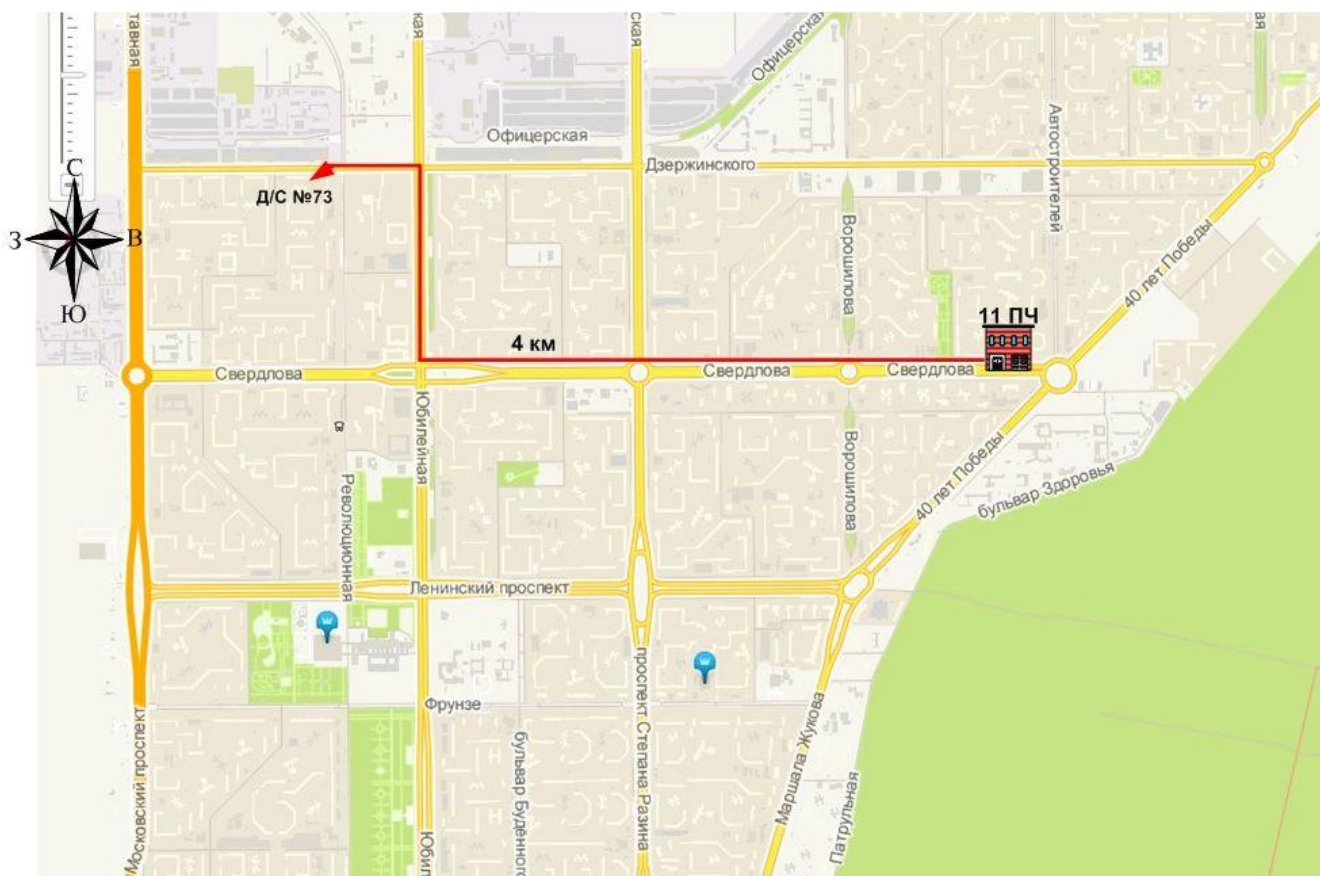 ставная
ская
ская
ая
Офицерская
Офицерская
Автостроителей
С
Дзержинского
Д/С №73
З
В
Ворошилова
40 лет Победы
Ю
11 ПЧ
4 км
Свердлова
Свердлова
Свердлова
Юбилейная
Ворошилова
40 лет Победы
бульвар Здоровья
Революционная
Ленинский проспект
Фрунзе
Московский проспект
бульвар Будённого
проспект Степана Разина
Маршала Жукова
Патрульная
Юбил